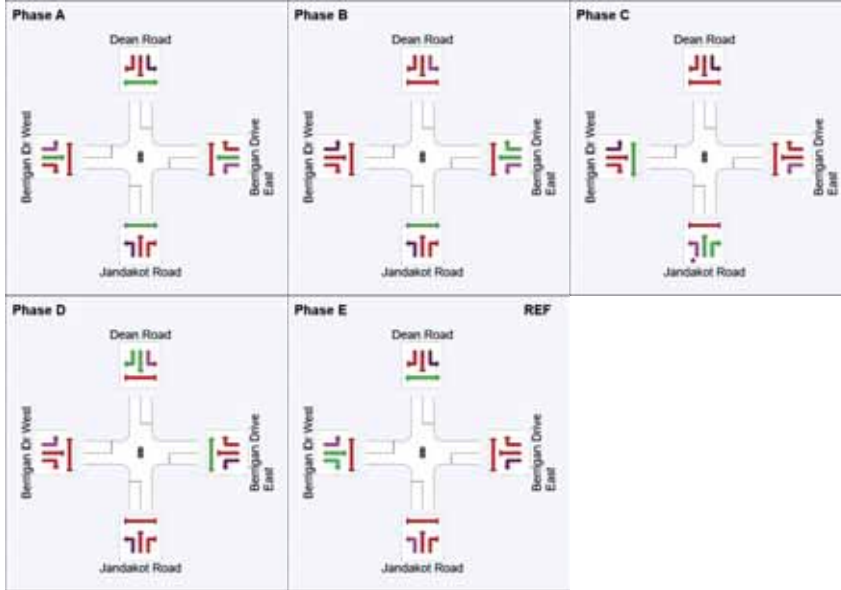 Phase A
Dean Road
Berrigan Dr West
Berrigan Drive
East
Jandakot Road
Phase B
Dean Road
Berrigan Dr West
Berrigan Drive
East
Jandakot Road
Phase C
Dean Road
Berrigan Dr West
Berrigan Drive
East
Jandakot Road
Phase D
Dean Road
Berrigan Dr West
Berrigan Drive
East
Jandakot Road
Phase E
REF
Dean Road
Berrigan Dr West
Berrigan Drive
East
Jandakot Road